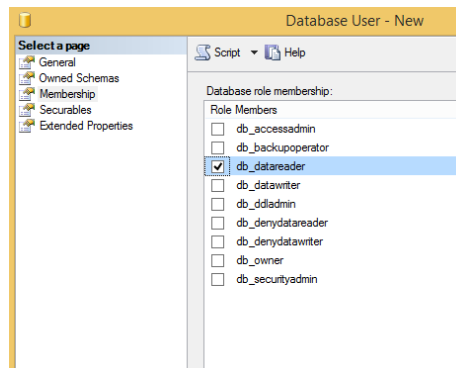 Database User - New
Select a page
General
Owned Schemas
Membership
Securables
Extended Properties
Script
Help
Database role membership:
Role Members
db_accessadmin
db_backupoperator
db_datareader
db_datawriter
db_ddladmin
db_denydatareader
db_denydatawriter
db_owner
db_securityadmin